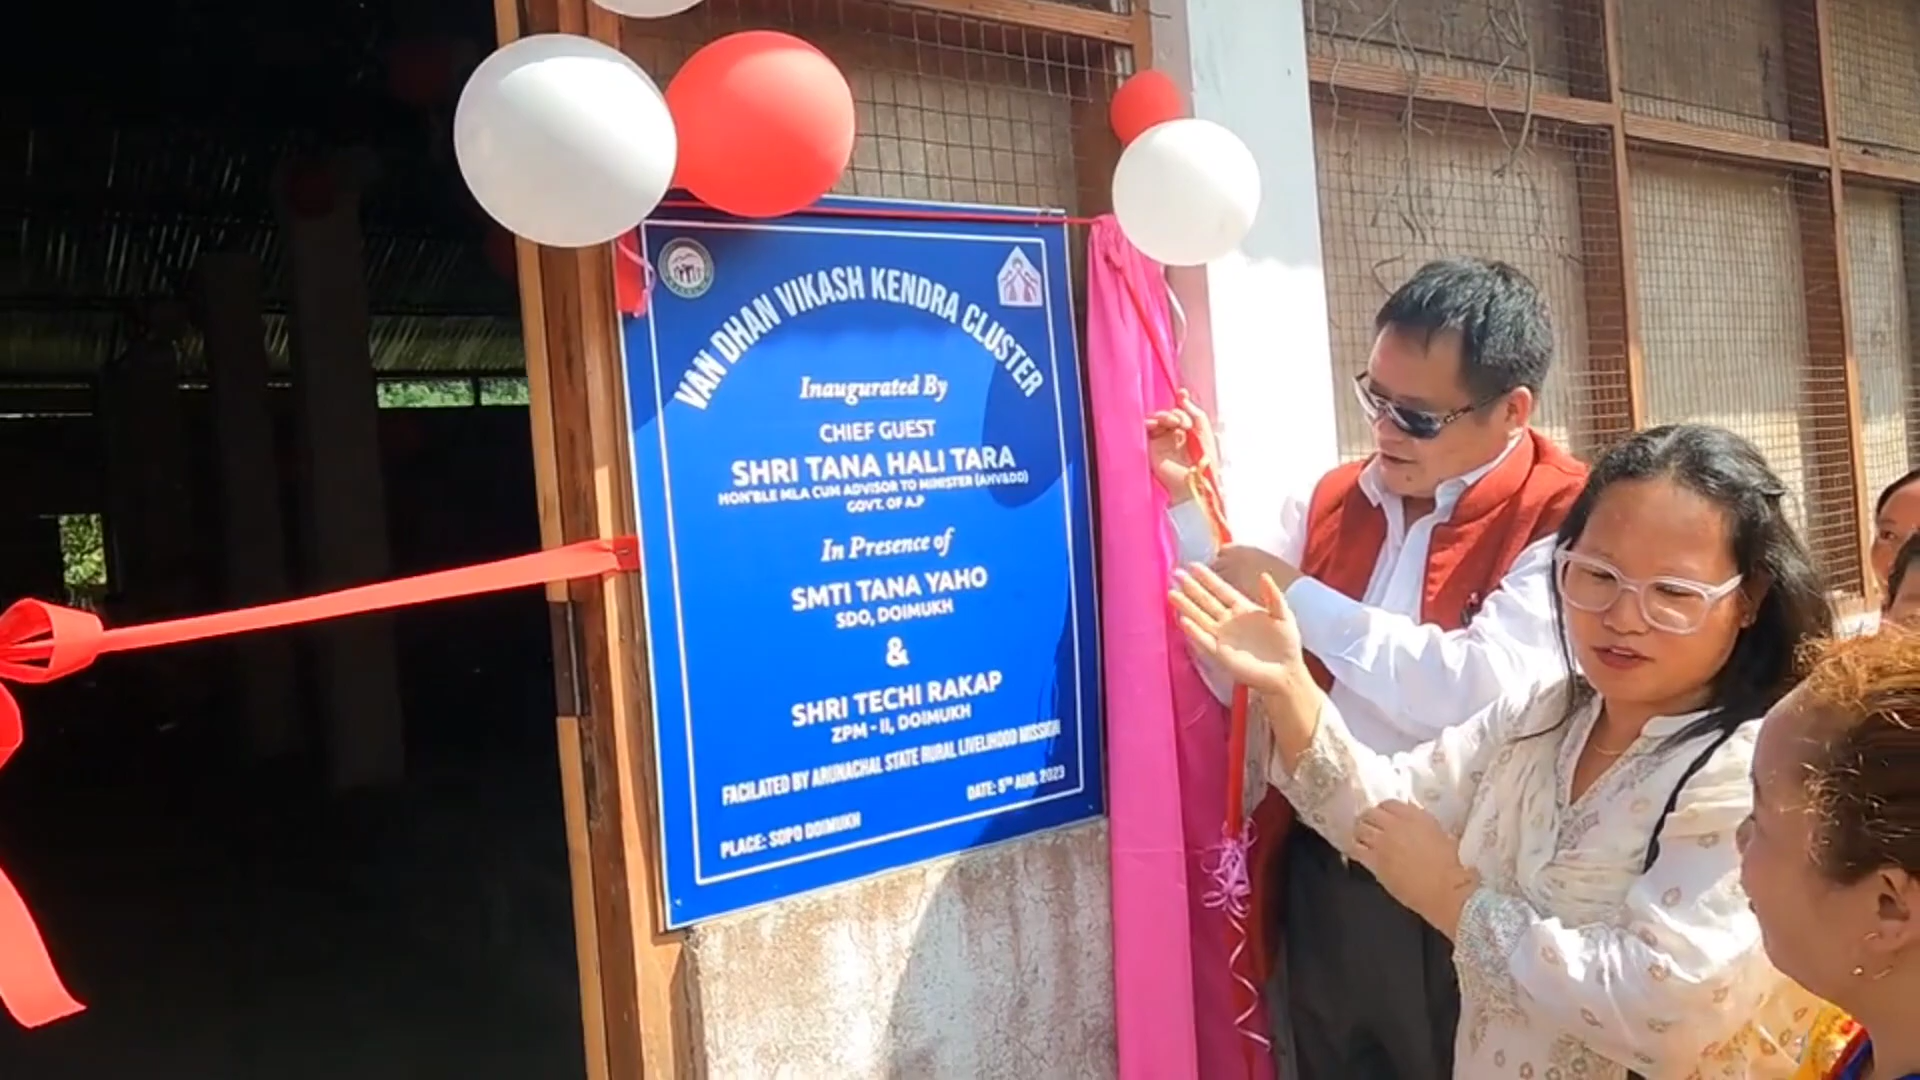 VAN DHAN VIKASH KENDRA CLUSTER
Inaugurated By
CHIEF GUEST
SHRI TANA HALI TARA
HON'BLE MLA CUM ADVISOR TO MINISTER (AHV&DD)
GOVT. OF A.P
In Presence of
SMTI TANA YAHO
SDO, DOIMUKH
&
SHRI TECHI RAKAP
ZPM - II, DOIMUKH
FACILATED BY ARUNACHAL STATE RURAL LIVELIHOOD MISSION
DATE: 5TH AUG. 2023
PLACE: SOPO DOIMUKH